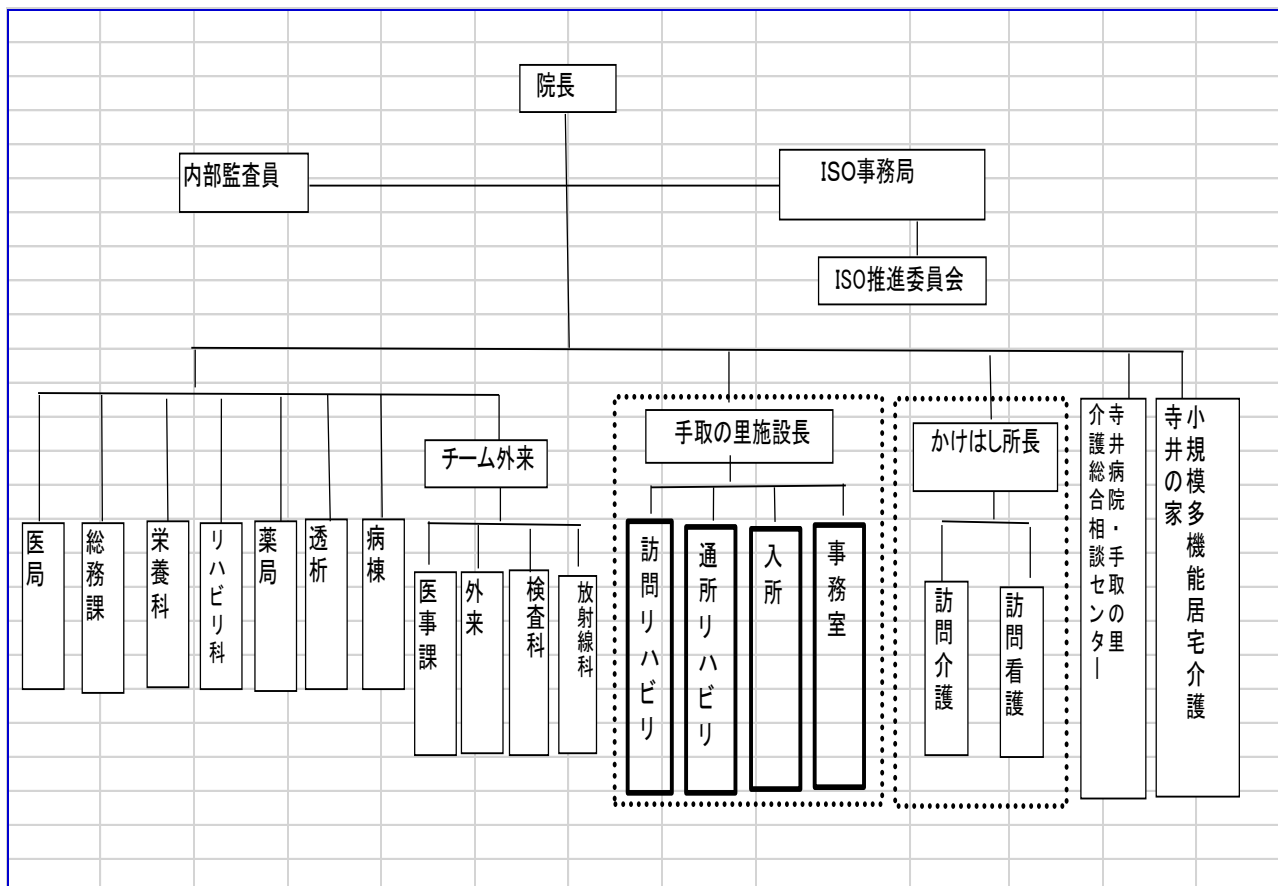 院長
内部監査員
ISO事務局
ISO推進委員会
チーム外来
手取の里施設長
かけはし所長
医局
総務課
栄養科
リハビリ科
薬局
透析
病棟
医事課
外来
検査科
放射線科
訪問リハビリ
通所リハビリ
入所
事務室
訪問介護
訪問看護
寺井病院・手取の里
介護総合相談センター
小規模多機能居宅介護
寺井の家